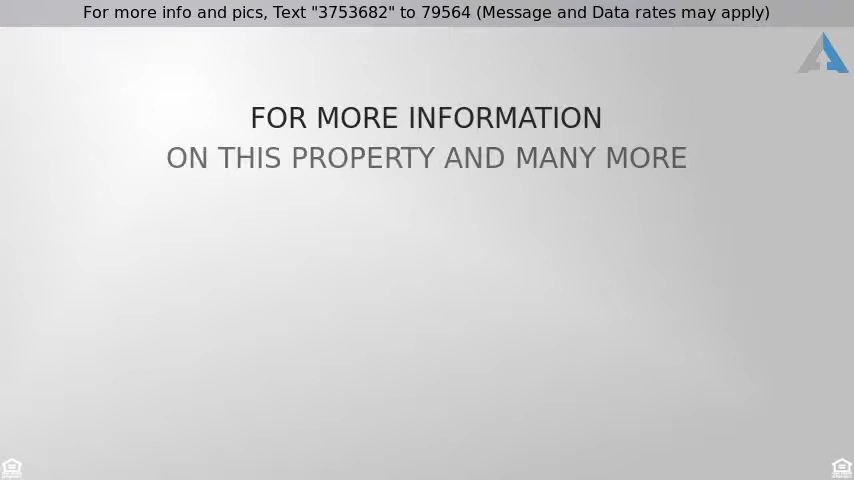 For more info and pics, Text "3753682" to 79564 (Message and Data rates may apply)
FOR MORE INFORMATION
ON THIS PROPERTY AND MANY MORE